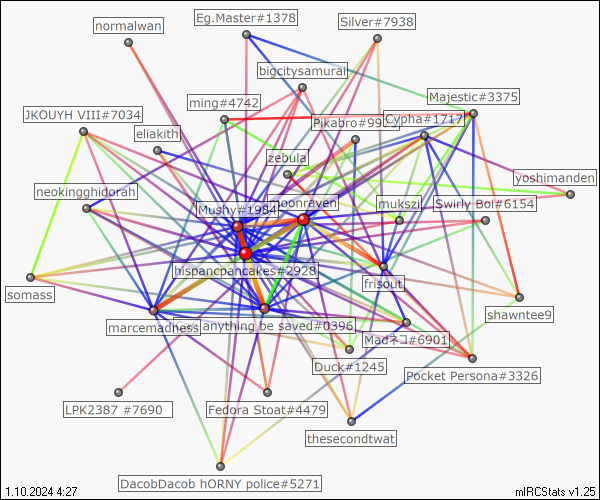 Eg.Master#1378
Silver#7938
normalwan
bigcitysamurai
Majestic#3375
ming#4742
JKOUYH VIII#7034
Pikabro#992
Cypha#1717
eliakith
zebula
yoshimanden
neokingghidorah
mukszi
Swirly Boi#6154
Mushy#1984
moonraven
hispanicpancakes#2928
frisout
somass
shawntee9
marcemadness
anything be saved#0396
Madネコ#6901
Duck#1245
Pocket Persona#3326
LPK2387 #7690
Fedora Stoat#4479
thesecondtwat
DacobDacob hORNY police#5271
1.10.2024 4:27
mIRCStats v1.25